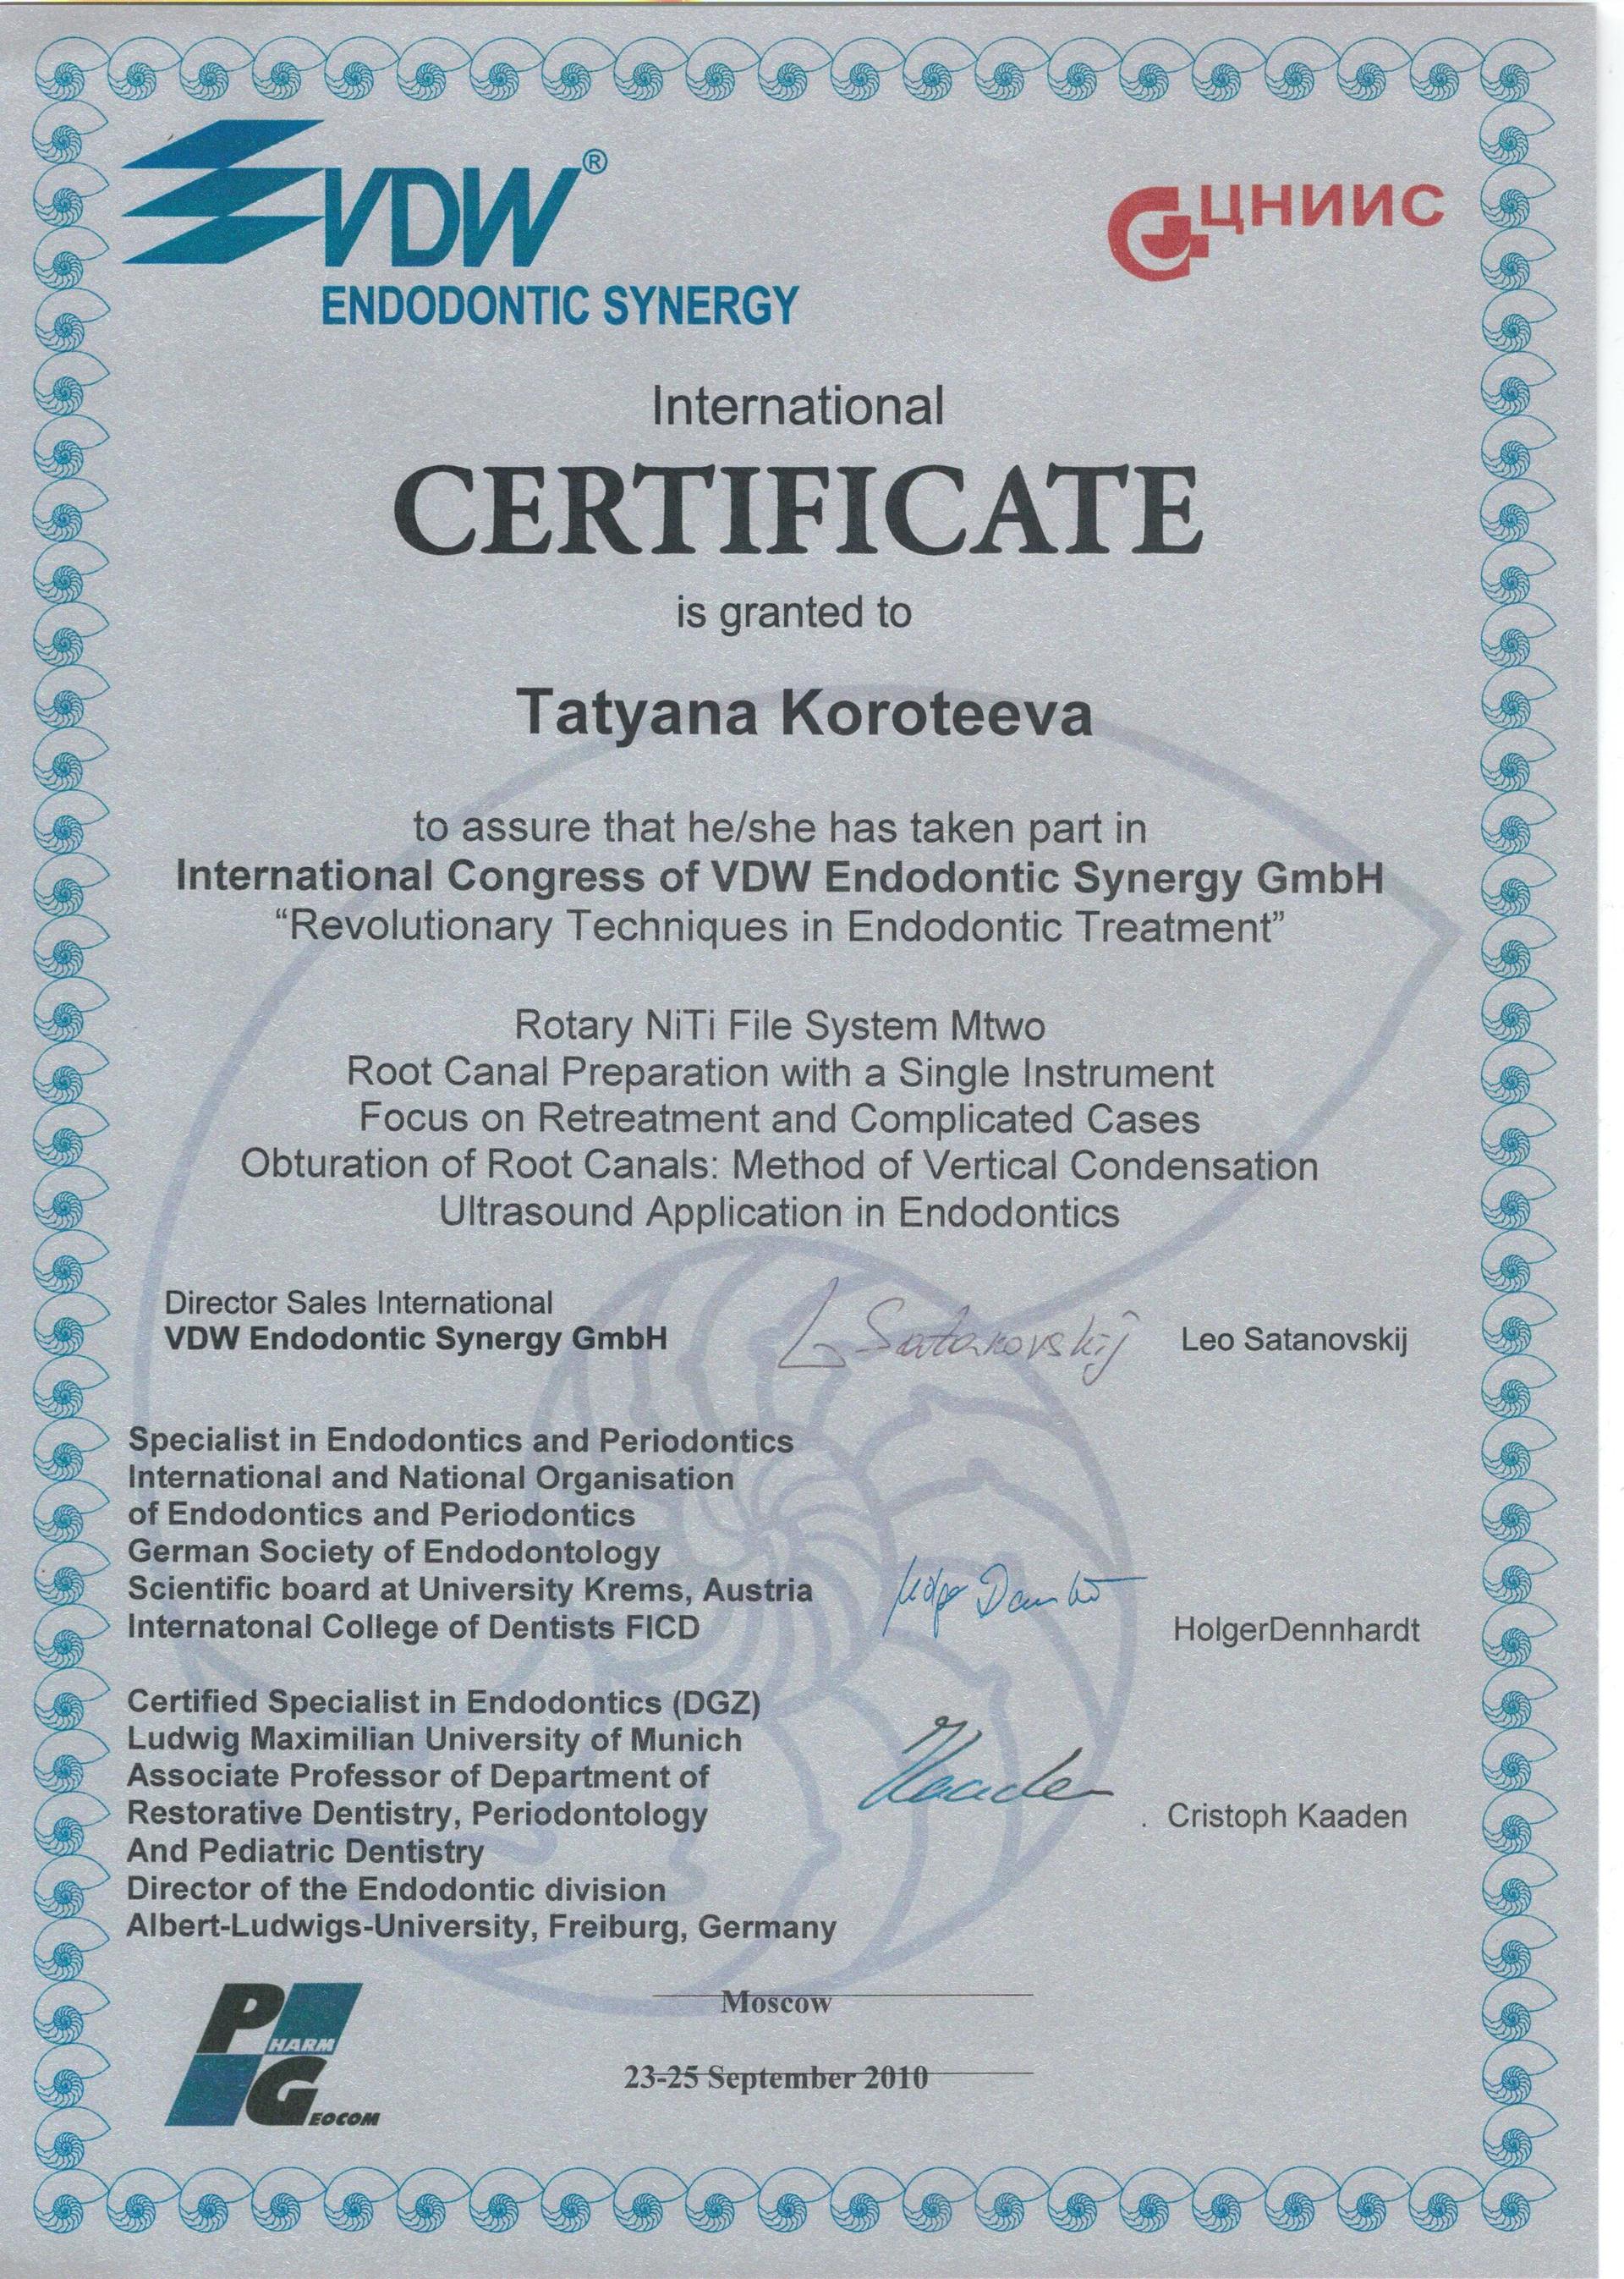 VDW®
ENDODONTIC SYNERGY
ЦНИИС
International
CERTIFICATE
is granted to
Tatyana Koroteeva
to assure that he/she has taken part in
International Congress of VDW Endodontic Synergy GmbH
“Revolutionary Techniques in Endodontic Treatment”
Rotary NiTi File System Mtwo
Root Canal Preparation with a Single Instrument
Focus on Retreatment and Complicated Cases
Obturation of Root Canals: Method of Vertical Condensation
Ultrasound Application in Endodontics
Director Sales International
VDW Endodontic Synergy GmbH
L Satanovskij
Leo Satanovskij
Specialist in Endodontics and Periodontics
International and National Organisation
of Endodontics and Periodontics
German Society of Endodontology
Scientific board at University Krems, Austria
Internatonal College of Dentists FICD
HolgerDennhardt
Certified Specialist in Endodontics (DGZ)
Ludwig Maximilian University of Munich
Associate Professor of Department of
Restorative Dentistry, Periodontology
And Pediatric Dentistry
Director of the Endodontic division
Albert-Ludwigs-University, Freiburg, Germany
Kaaden
. Cristoph Kaaden
PHARM
GEOCOM
Moscow
23-25 September 2010